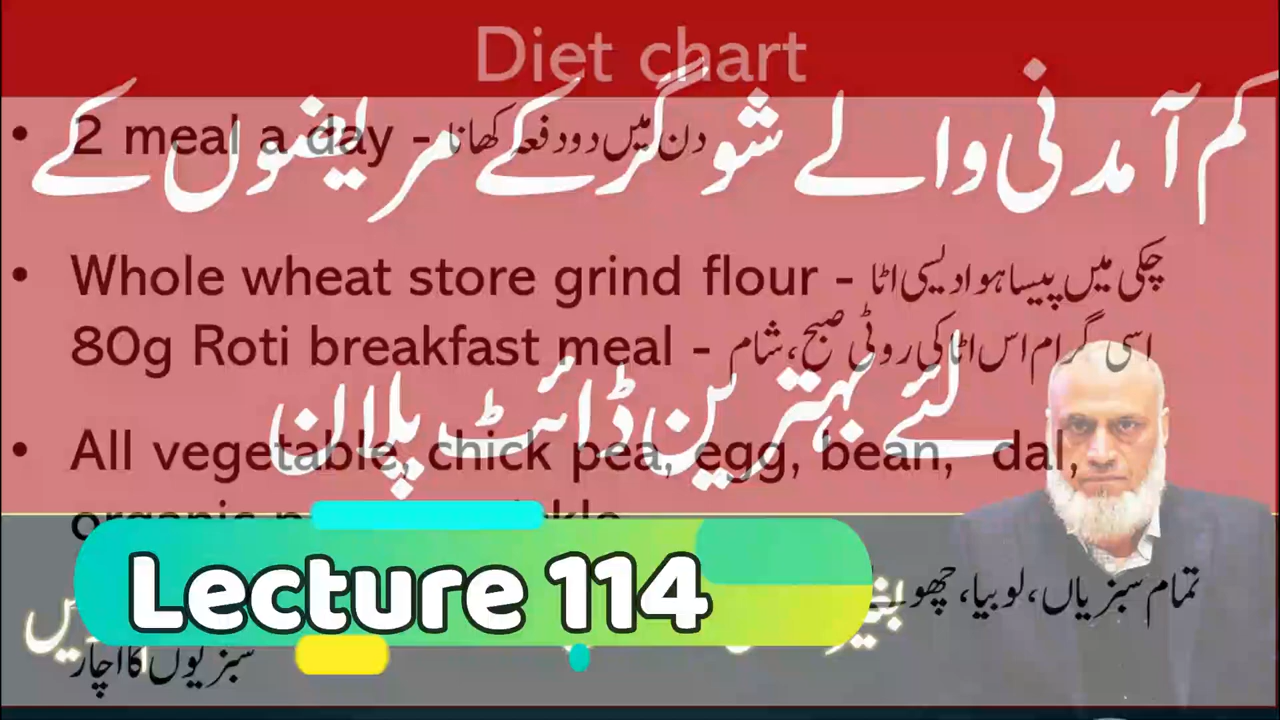 Diet chart
کم آمدنی والے شوگر کے مریضوں کے
• 2 meal a day - دن میں دو دفعہ کھانا
• Whole wheat store grind flour - چکی میں پیسا ہوا دیسی اٹا
80g Roti breakfast meal - اسی گرام اس اٹا کی روٹی صبح، شام
لئے بہترین ڈائٹ پلان
• All vegetable, chick pea, egg, bean, dal,
organic
Lecture 114
تمام سبزیاں، لوبیا،
سبزیوں کا اچار